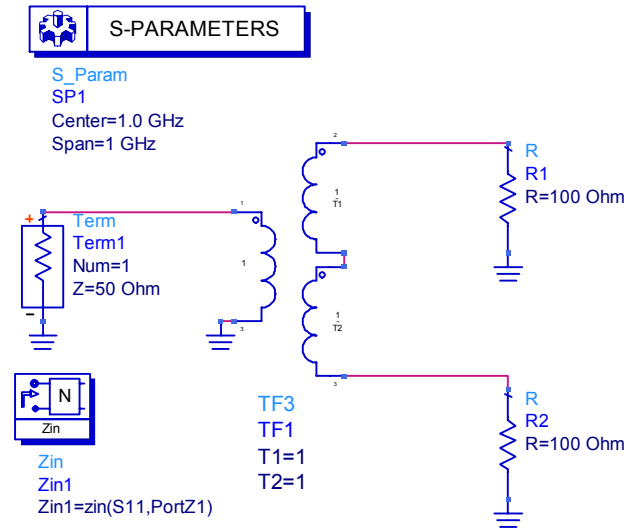 S-PARAMETERS
S_Param
SP1
Center=1.0 GHz
Span=1 GHz
2
1
T1
R
R1
R=100 Ohm
1
1
3
+
Term
Term1
Num=1
Z=50 Ohm
-
1
T2
3
N
Zin
Zin
Zin1
Zin1=zin(S11,PortZ1)
TF3
TF1
T1=1
T2=1
R
R2
R=100 Ohm